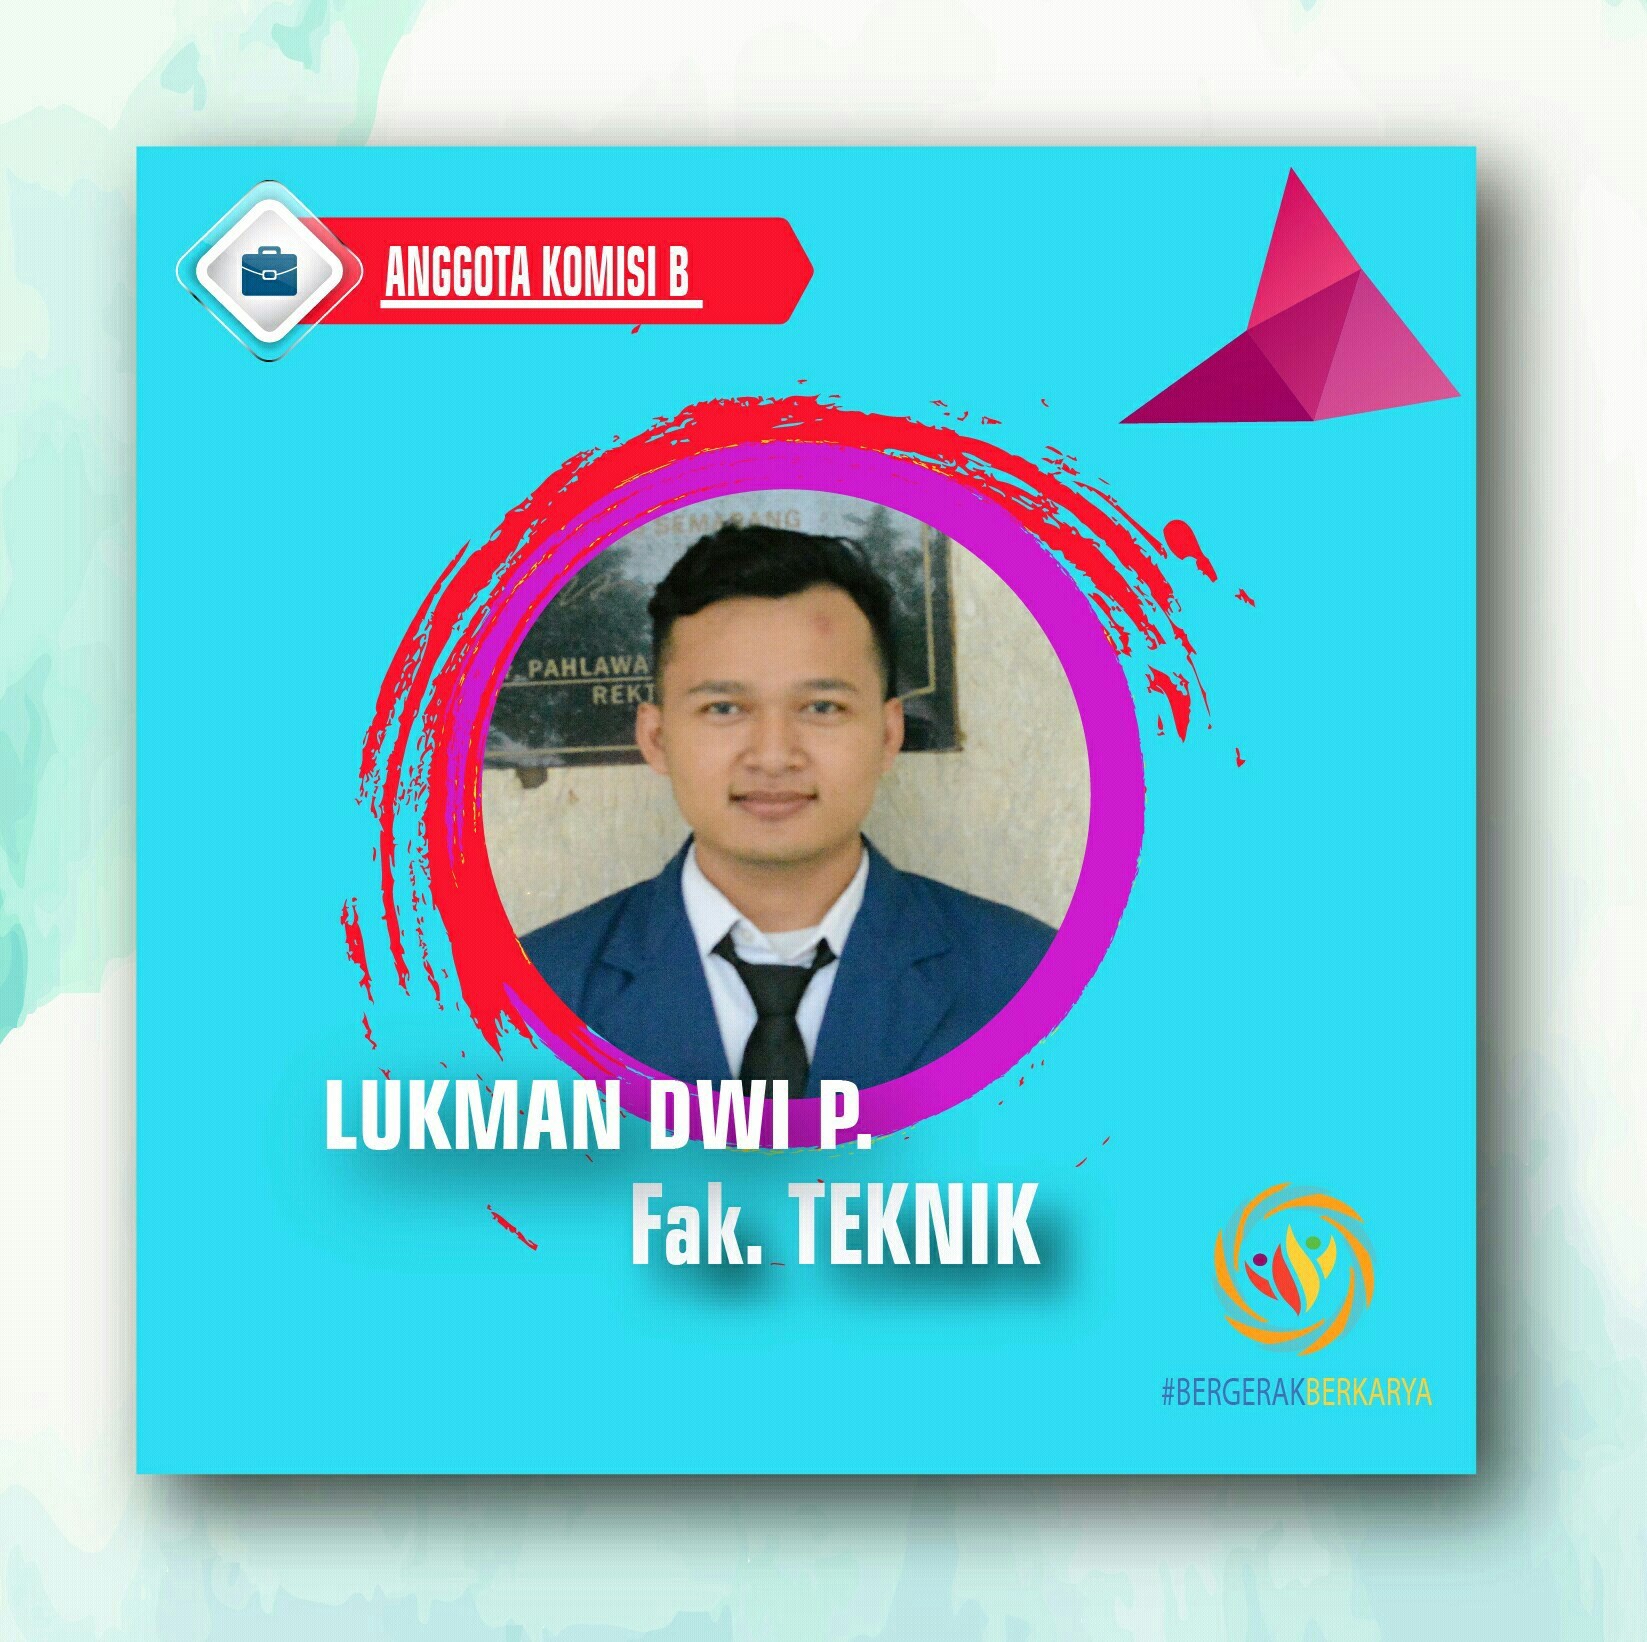 ANGGOTA KOMISI B
SEMARANG
PAHLAWA
REKT
LUKMAN DWI P.
Fak. TEKNIK
#BERGERAKBERKARYA